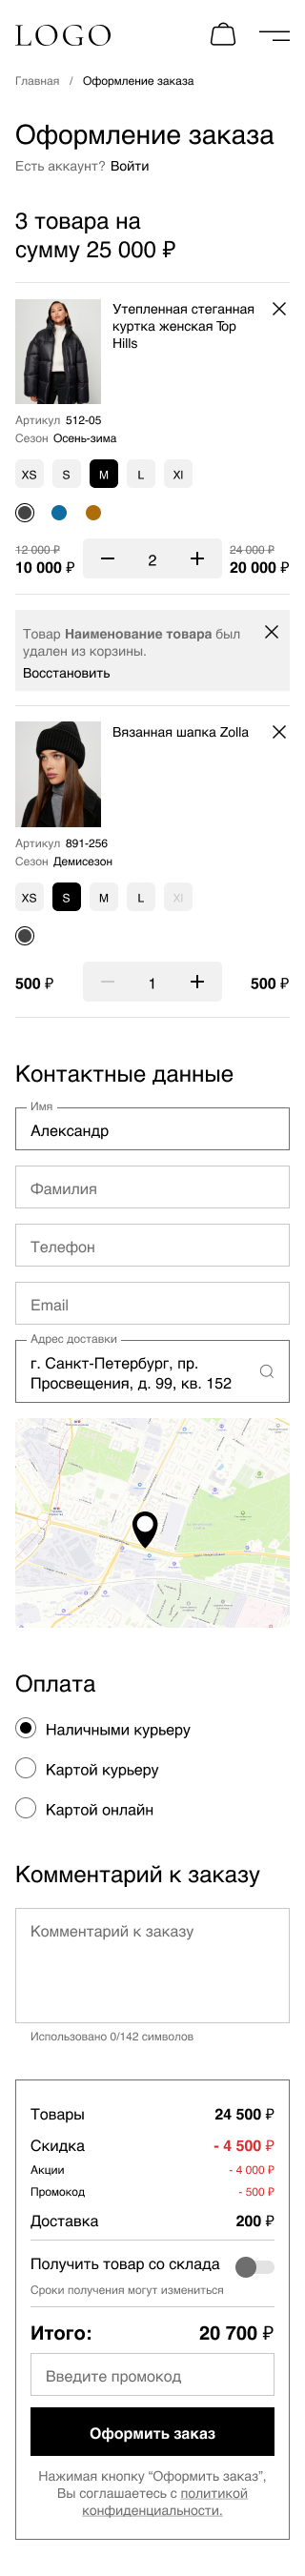 LOGO
Главная / Оформление заказа
Оформление заказа
Есть аккаунт? Войти
3 товара на
сумму 25 000 ₽
Утепленная стеганная
куртка женская Top
Hills
Артикул 512-05
Сезон Осень-зима
XS S M L Xl
12 000 ₽ 24 000 ₽
10 000 ₽ 2 20 000 ₽
Товар Наименование товара был
удален из корзины.
Восстановить
Вязанная шапка Zolla
Артикул 891-256
Сезон Демисезон
XS S M L Xl
500 ₽ 1 500 ₽
Контактные данные
Имя
Александр
Фамилия
Телефон
Email
Адрес доставки
г. Санкт-Петербург, пр.
Просвещения, д. 99, кв. 152
Оплата
Наличными курьеру
Картой курьеру
Картой онлайн
Комментарий к заказу
Комментарий к заказу
Использовано 0/142 символов
Товары 24 500 ₽
Скидка - 4 500 ₽
Акции - 4 000 ₽
Промокод - 500 ₽
Доставка 200 ₽
Получить товар со склада
Сроки получения могут измениться
Итого: 20 700 ₽
Введите промокод
Оформить заказ
Нажимая кнопку “Оформить заказ”,
Вы соглашаетесь с политикой
конфиденциальности.